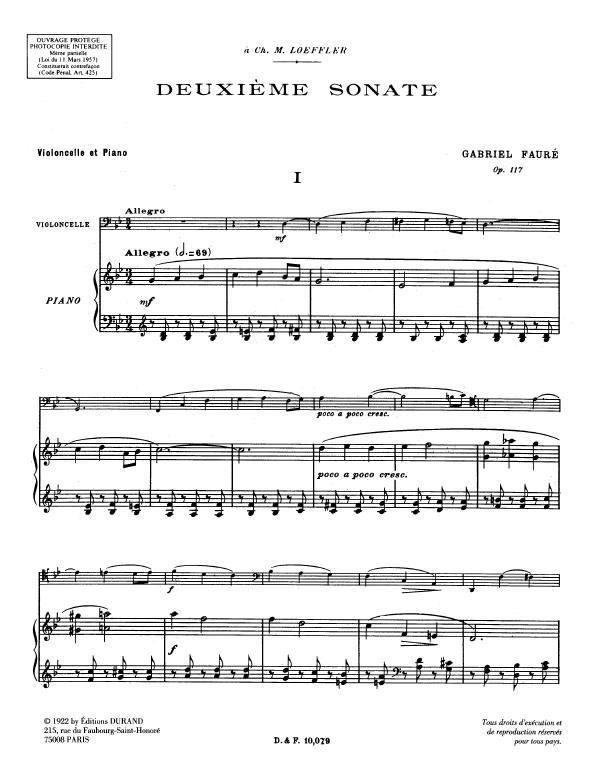 OUVRAGE PROTÉGÉ
PHOTOCOPIE INTERDITE
Même partielle
(Loi du 11 Mars 1957)
Constituerait contrefaçon
(Code Pénal, Art. 425)
à Ch. M. LOEFFLER
DEUXIÈME SONATE
Violoncelle et Piano
GABRIEL FAURÉ
Op. 117
I
Allegro
VIOLONCELLE
mf
Allegro (𝅗𝅥.=69)
PIANO
mf
poco a poco cresc.
poco a poco cresc.
f
f
© 1922 by Éditions DURAND
215, rue du Faubourg-Saint-Honoré
75008 PARIS
D. & F. 10,079
Tous droits d'exécution et
de reproduction réservés
pour tous pays.